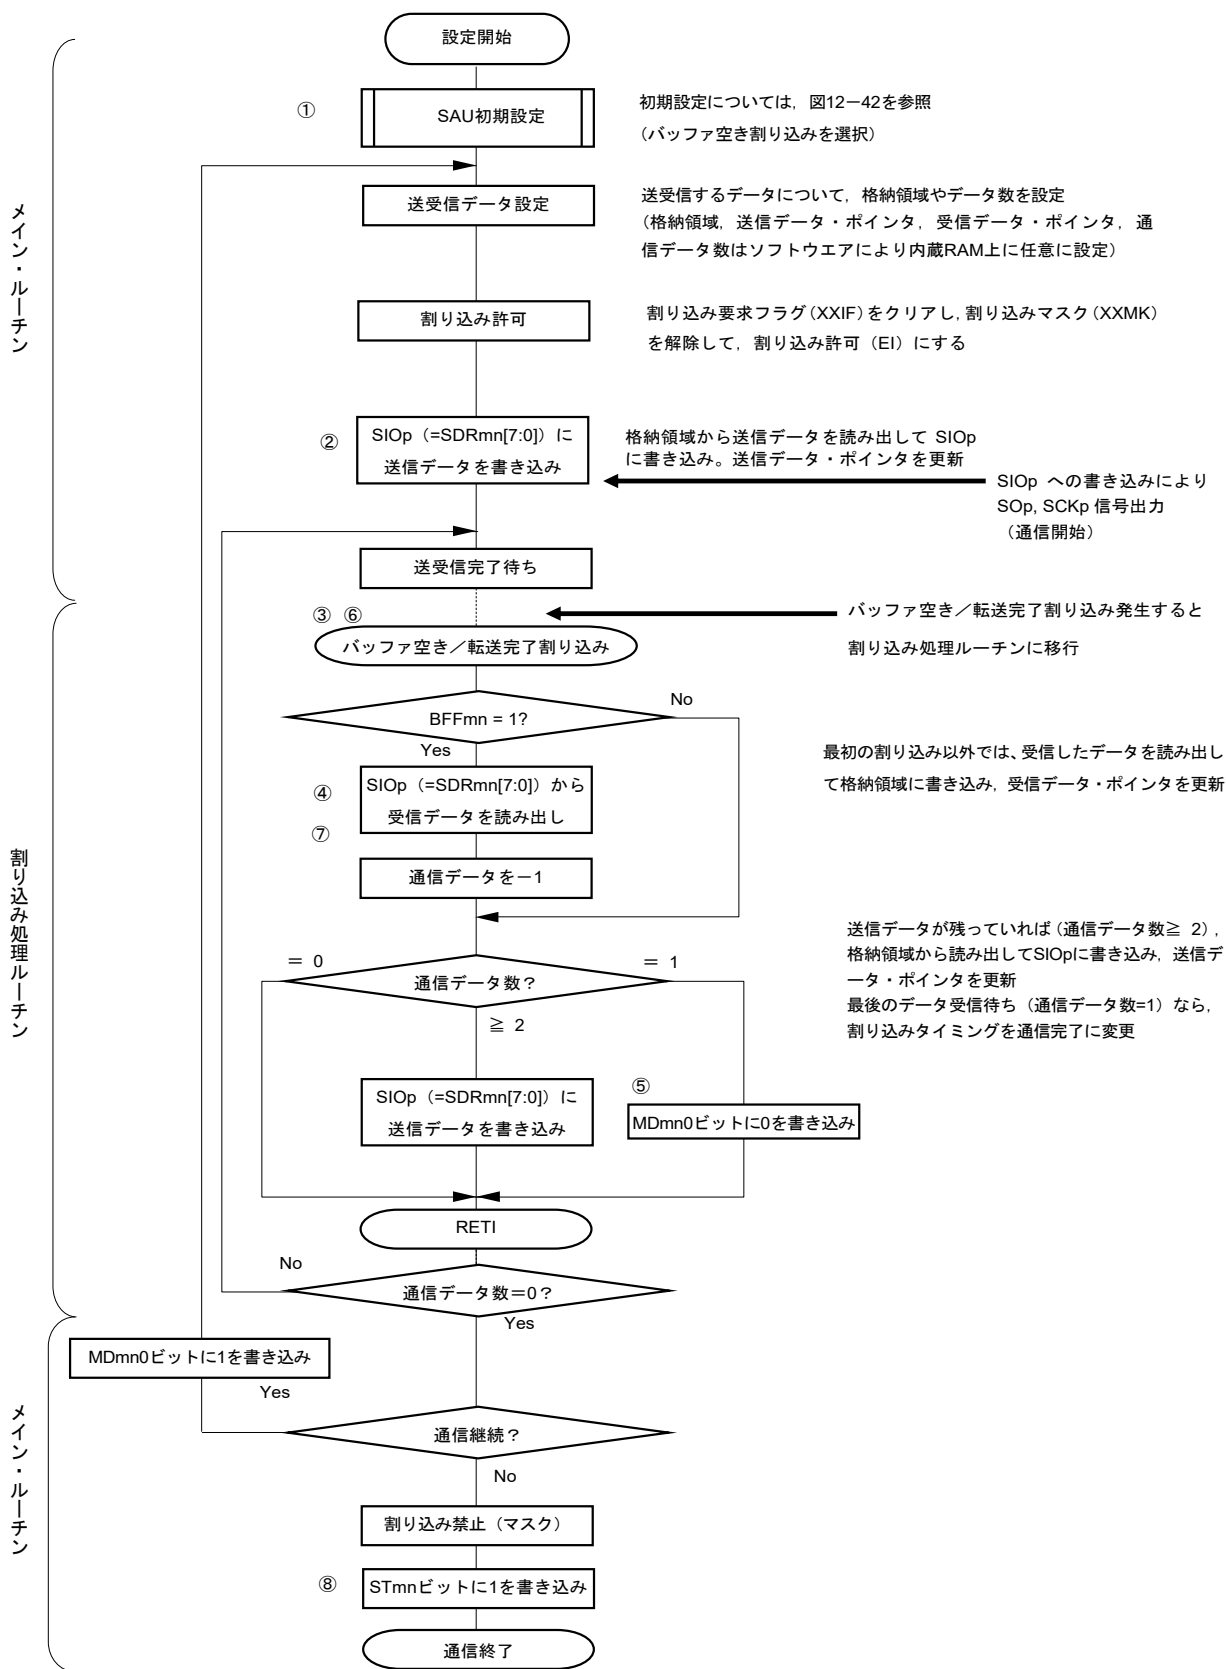 設定開始
①
SAU初期設定
初期設定については，図12－42を参照
（バッファ空き割り込みを選択）
メイン・ルーチン
送受信データ設定
送受信するデータについて，格納領域やデータ数を設定
（格納領域，送信データ・ポインタ，受信データ・ポインタ，通
信データ数はソフトウエアにより内蔵RAM上に任意に設定）
割り込み許可
割り込み要求フラグ（XXIF）をクリアし，割り込みマスク（XXMK）
を解除して，割り込み許可（EI）にする
②
SIOp（=SDRmn[7:0]）に
送信データを書き込み
格納領域から送信データを読み出して SIOp
に書き込み。送信データ・ポインタを更新
SIOp への書き込みにより
SOp, SCKp 信号出力
（通信開始）
送受信完了待ち
③ ⑥
バッファ空き／転送完了割り込み
バッファ空き／転送完了割り込み発生すると
割り込み処理ルーチンに移行
割り込み処理ルーチン
BFFmn = 1?
No
Yes
④
⑦
SIOp（=SDRmn[7:0]）から
受信データを読み出し
最初の割り込み以外では、受信したデータを読み出し
て格納領域に書き込み，受信データ・ポインタを更新
通信データを－1
通信データ数？
＝ 0
＝ 1
≧ 2
送信データが残っていれば（通信データ数≧ 2），
格納領域から読み出してSIOpに書き込み，送信デ
ータ・ポインタを更新
最後のデータ受信待ち（通信データ数=1）なら，
割り込みタイミングを通信完了に変更
SIOp（=SDRmn[7:0]）に
送信データを書き込み
⑤
MDmn0ビットに0を書き込み
RETI
通信データ数＝0？
No
Yes
メイン・ルーチン
MDmn0ビットに1を書き込み
Yes
通信継続？
No
割り込み禁止（マスク）
⑧
STmnビットに1を書き込み
通信終了